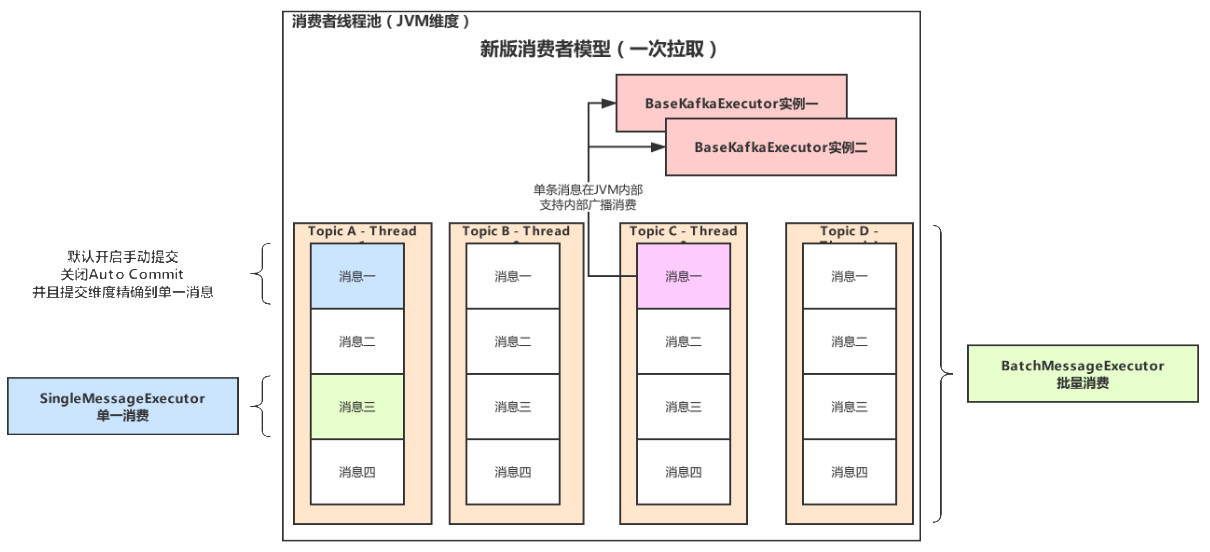 消费者线程池（JVM维度）
新版消费者模型（一次拉取）
BaseKafkaExecutor实例一
BaseKafkaExecutor实例二
单条消息在JVM内部
支持内部广播消费
默认开启手动提交
关闭Auto Commit
并且提交维度精确到单一消息
SingleMessageExecutor
单一消费
Topic A - Thread
消息一
消息二
消息三
消息四
Topic B - Thread
消息一
消息二
消息三
消息四
Topic C - Thread
消息一
消息二
消息三
消息四
Topic D -
消息一
消息二
消息三
消息四
BatchMessageExecutor
批量消费